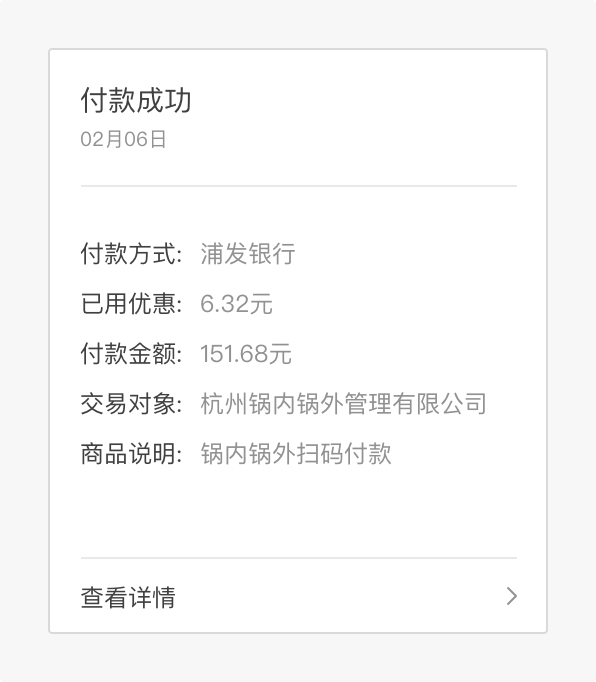 付款成功
02月06日
付款方式: 浦发银行
已用优惠: 6.32元
付款金额: 151.68元
交易对象: 杭州锅内锅外管理有限公司
商品说明: 锅内锅外扫码付款
查看详情